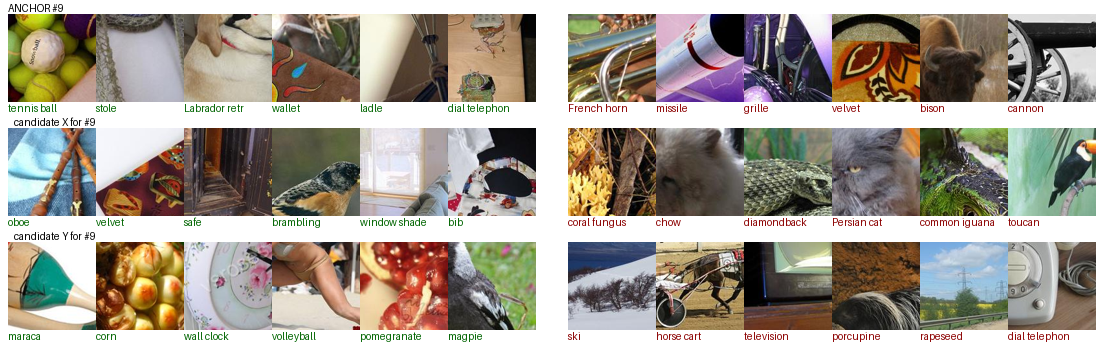 ANCHOR #9
tennis ball stole Labrador retr wallet ladle dial telephon French horn missile grille velvet bison cannon
candidate X for #9
oboe velvet safe brambling window shade bib coral fungus chow diamondback Persian cat common iguana toucan
candidate Y for #9
maraca corn wall clock volleyball pomegranate magpie ski horse cart television porcupine rapeseed dial telephon